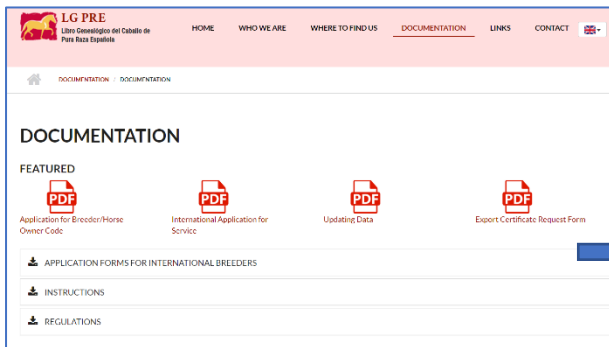 LG PRE
Libro Genealógico del Caballo de
Pura Raza Española
HOME WHO WE ARE WHERE TO FIND US DOCUMENTATION LINKS CONTACT
DOCUMENTATION / DOCUMENTATION
DOCUMENTATION
FEATURED
PDF PDF PDF PDF
Application for Breeder/Horse
Owner Code
International Application for
Service
Updating Data
Export Certificate Request Form
APPLICATION FORMS FOR INTERNATIONAL BREEDERS
INSTRUCTIONS
REGULATIONS